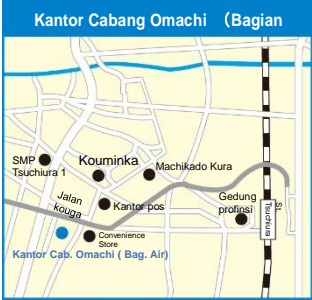 Kantor Cabang Omachi （Bagian
SMP
Tsuchiura 1
Kouminka
Machikado Kura
Jalan
kouga
Kantor pos
Gedung
profinsi
St.
Tsuchiura
Convenience
Store
Kantor Cab. Omachi ( Bag. Air)